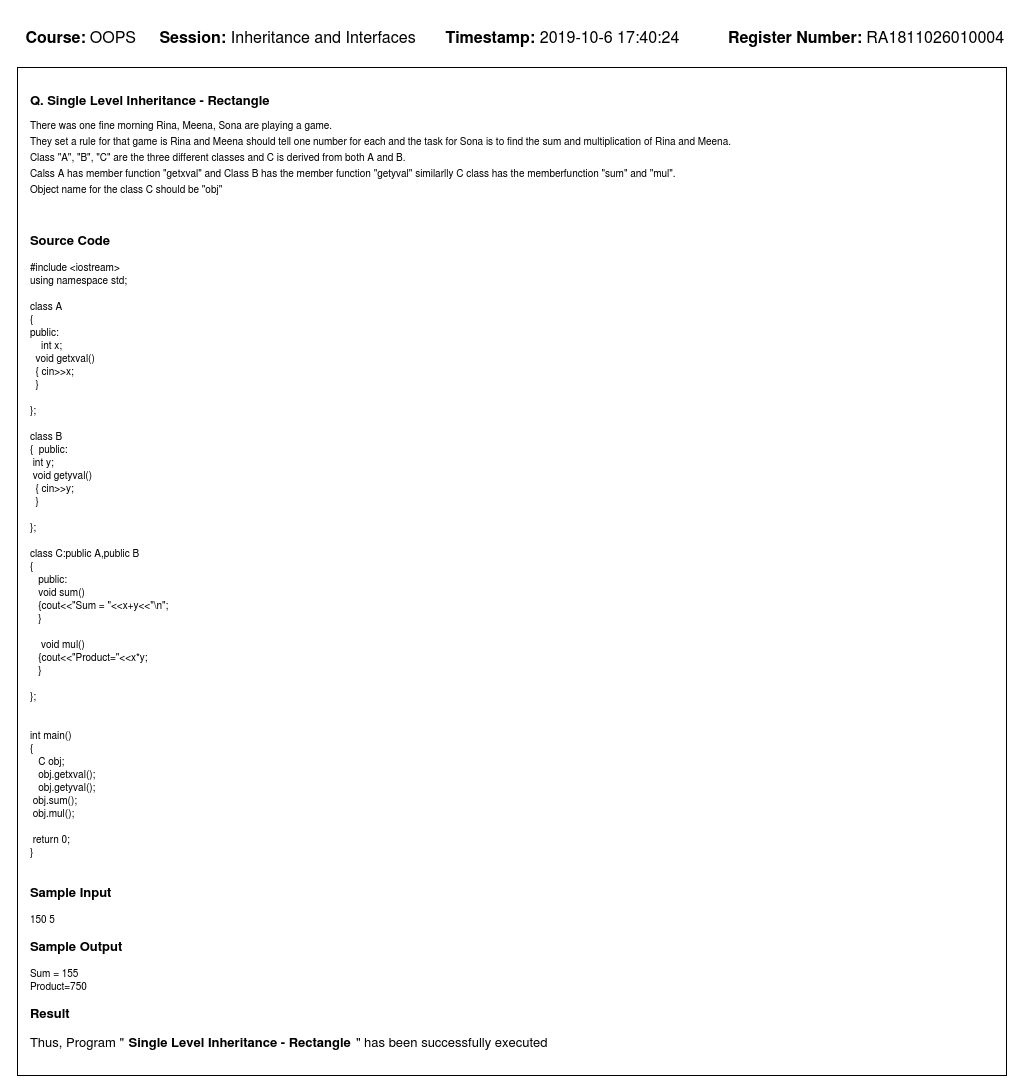 Course: OOPS Session: Inheritance and Interfaces Timestamp: 2019-10-6 17:40:24 Register Number: RA1811026010004
Q. Single Level Inheritance - Rectangle
There was one fine morning Rina, Meena, Sona are playing a game.
They set a rule for that game is Rina and Meena should tell one number for each and the task for Sona is to find the sum and multiplication of Rina and Meena.
Class "A", "B", "C" are the three different classes and C is derived from both A and B.
Calss A has member function "getxval" and Class B has the member function "getyval" similarlly C class has the memberfunction "sum" and "mul".
Object name for the class C should be "obj"
Source Code
#include <iostream>
using namespace std;
class A
{
public:
int x;
void getxval()
{ cin>>x;
}
};
class B
{ public:
int y;
void getyval()
{ cin>>y;
}
};
class C:public A,public B
{
public:
void sum()
{cout<<"Sum = "<<x+y<<"\n";
}
void mul()
{cout<<"Product="<<x*y;
}
};
int main()
{
C obj;
obj.getxval();
obj.getyval();
obj.sum();
obj.mul();
return 0;
}
Sample Input
150 5
Sample Output
Sum = 155
Product=750
Result
Thus, Program " Single Level Inheritance - Rectangle " has been successfully executed